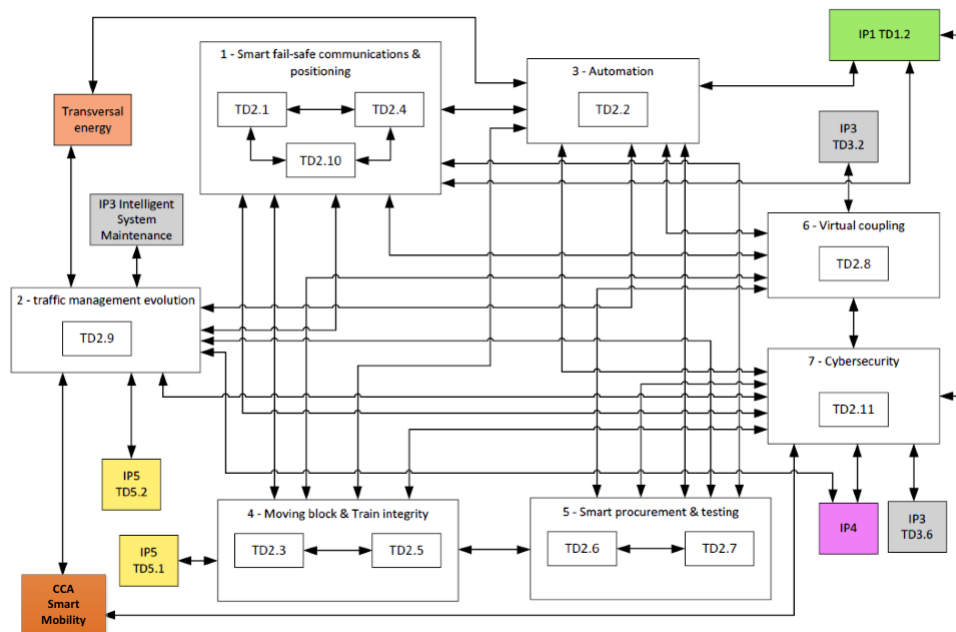 IP1 TD1.2
1 - Smart fail-safe communications &
positioning
TD2.1
TD2.4
TD2.10
3 - Automation
TD2.2
Transversal
energy
IP3
TD3.2
IP3 Intelligent
System
Maintenance
6 - Virtual coupling
TD2.8
2 - traffic management evolution
TD2.9
7 - Cybersecurity
TD2.11
IP5
TD5.2
4 - Moving block & Train integrity
TD2.3
TD2.5
5 - Smart procurement & testing
TD2.6
TD2.7
IP4
IP3
TD3.6
IP5
TD5.1
CCA
Smart
Mobility